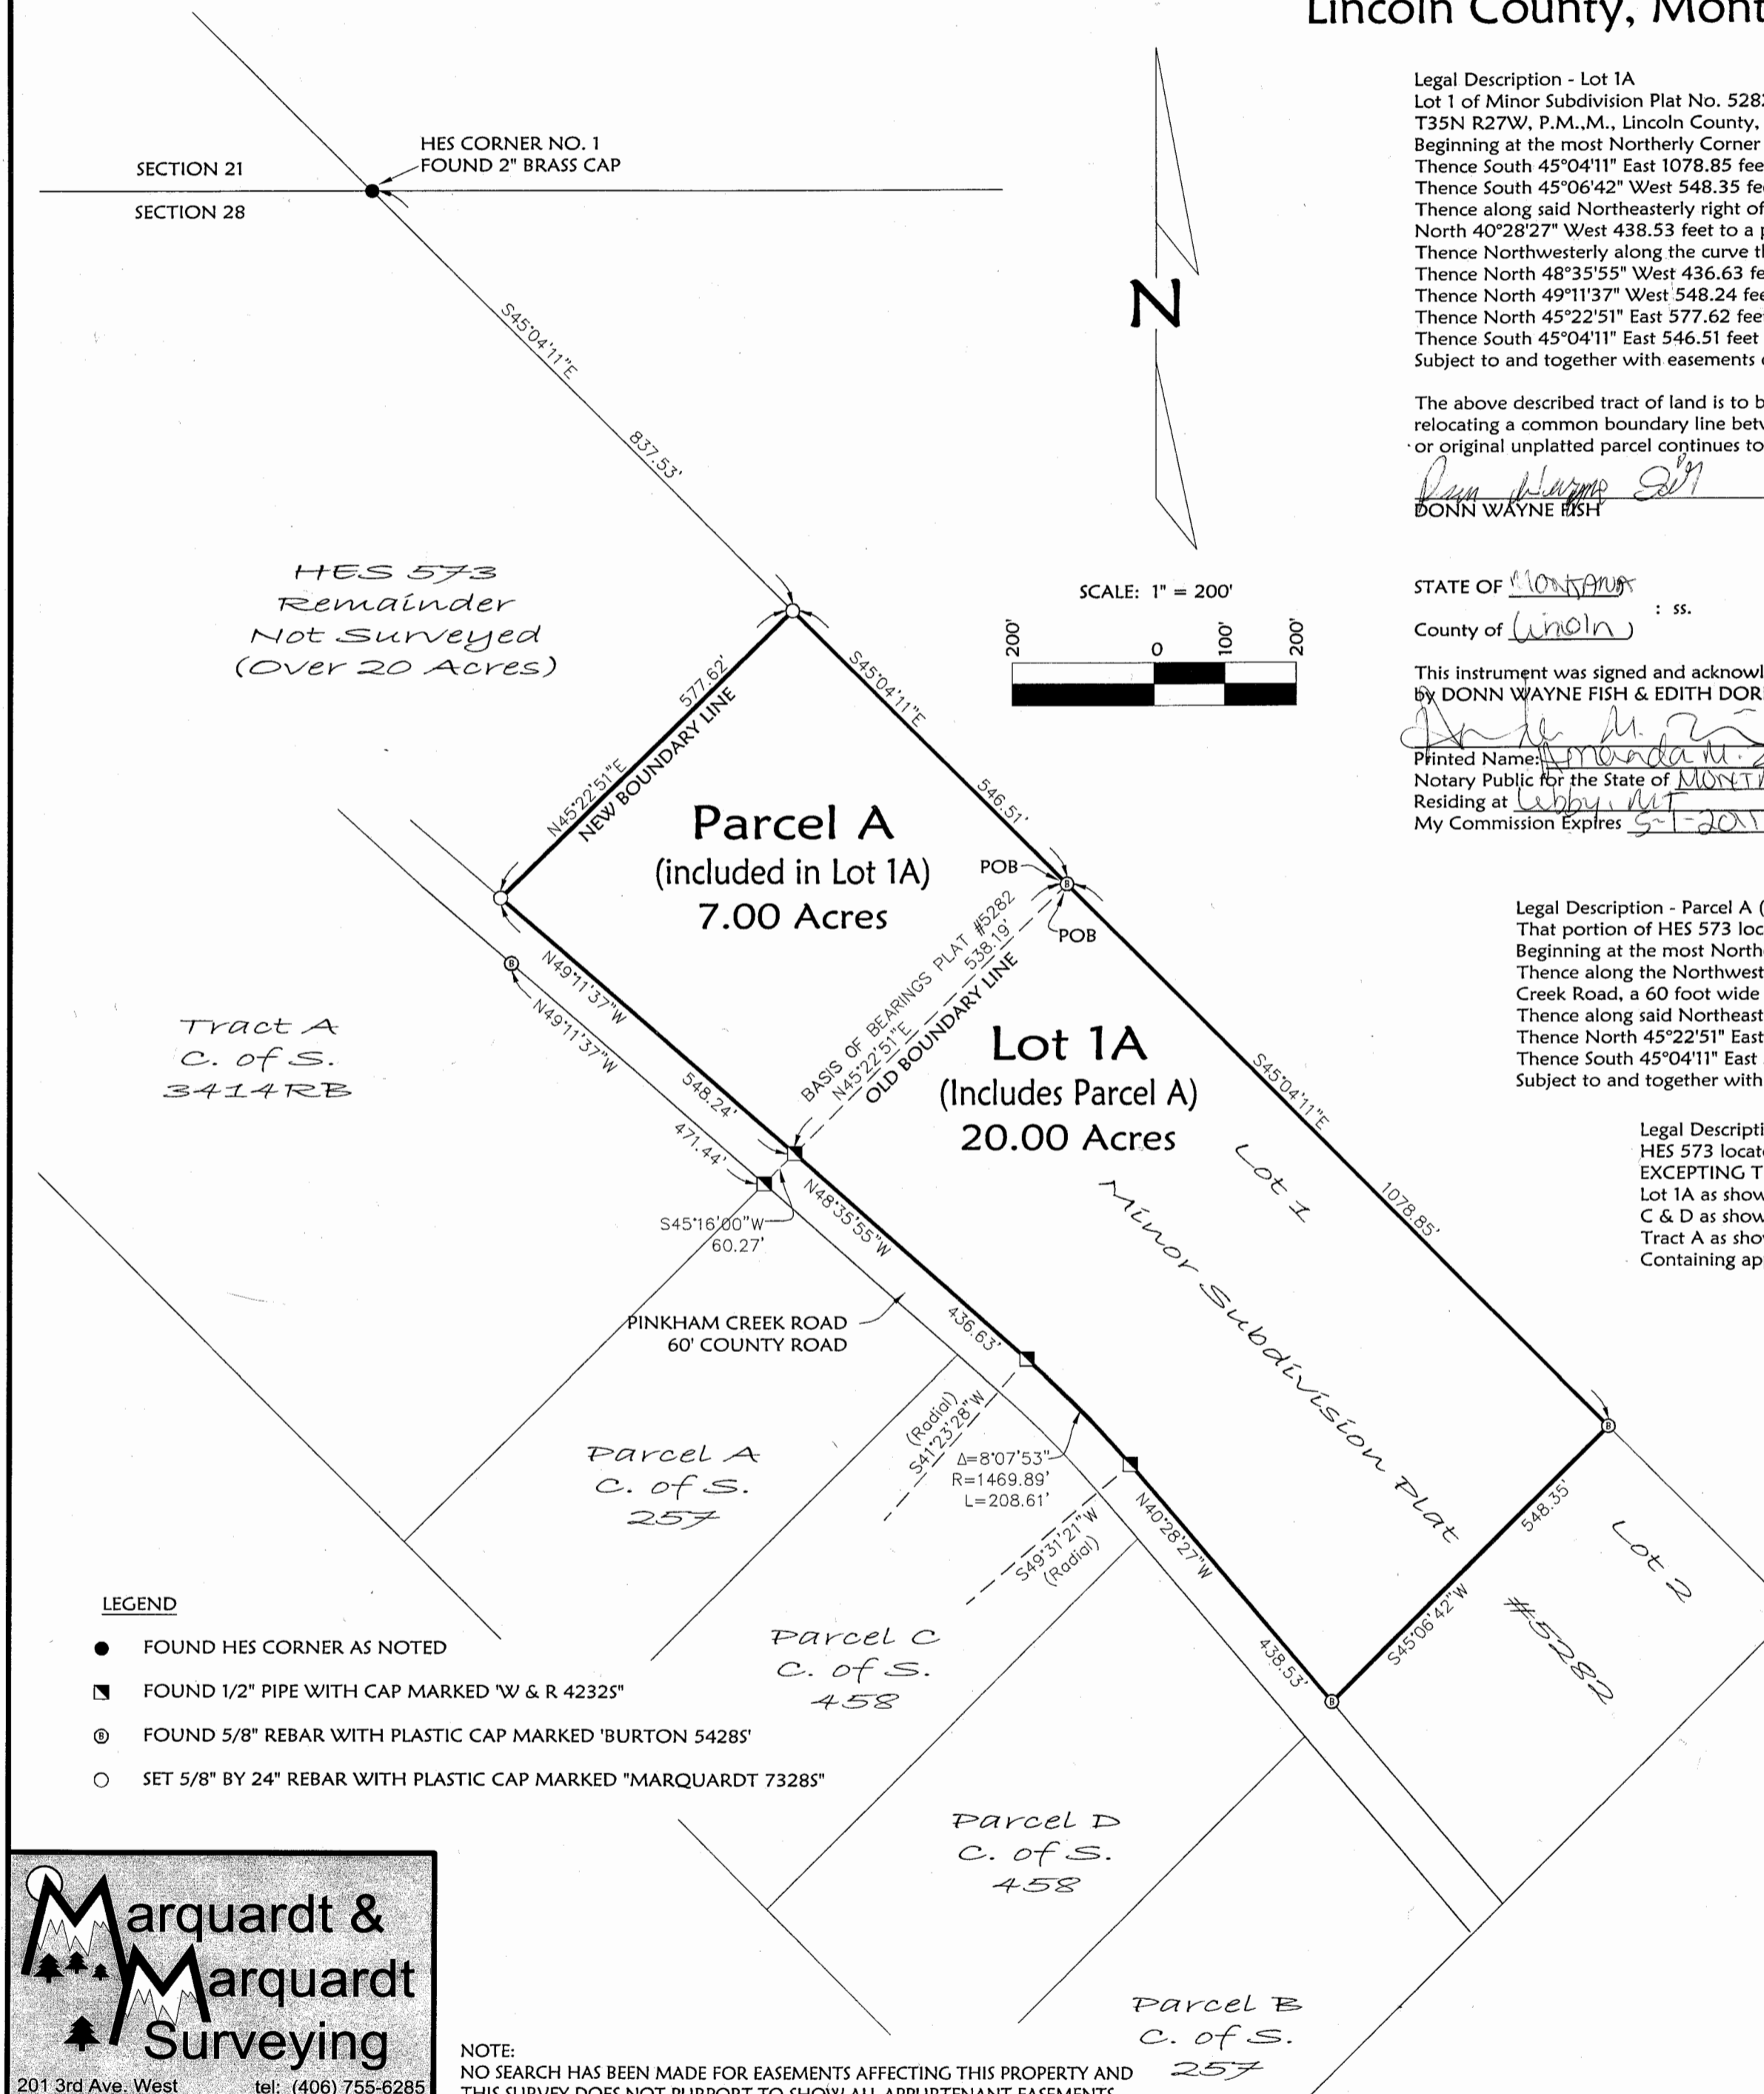 Lincoln County, Mont
Legal Description - Lot 1A
Lot 1 of Minor Subdivision Plat No. 5282
T35N R27W, P.M.,M., Lincoln County,
Beginning at the most Northerly Corner
Thence South 45°04'11" East 1078.85 fee
Thence South 45°06'42" West 548.35 fe
Thence along said Northeasterly right of
North 40°28'27" West 438.53 feet to a p
Thence Northwesterly along the curve th
Thence North 48°35'55" West 436.63 fe
Thence North 49°11'37" West 548.24 fee
Thence North 45°22'51" East 577.62 fee
Thence South 45°04'11" East 546.51 feet
Subject to and together with easements
The above described tract of land is to b
relocating a common boundary line betw
or original unplatted parcel continues to
DONN WAYNE FISH
STATE OF MONTANA
: ss.
County of Lincoln )
This instrument was signed and acknowl
by DONN WAYNE FISH & EDITH DOR
Printed Name: Amanda M.
Notary Public for the State of MONTA
Residing at Libby, MT
My Commission Expires 5-1-2011
Legal Description - Parcel A (
That portion of HES 573 loc
Beginning at the most North
Thence along the Northwest
Creek Road, a 60 foot wide
Thence along said Northeast
Thence North 45°22'51" East
Thence South 45°04'11" East
Subject to and together with
Legal Descripti
HES 573 locat
EXCEPTING T
Lot 1A as show
C & D as show
Tract A as sho
Containing ap
SECTION 21
SECTION 28
HES CORNER NO. 1
FOUND 2" BRASS CAP
S45°04'11"E
837.53'
N
SCALE: 1" = 200'
200'
0
100'
200'
HES 573
Remainder
Not Surveyed
(Over 20 Acres)
577.62'
N45°22'51"E
NEW BOUNDARY LINE
S45°04'11"E
546.51'
Parcel A
(included in Lot 1A)
7.00 Acres
POB
POB
BASIS OF BEARINGS PLAT #5282
538.19'
N45°22'51"E
OLD BOUNDARY LINE
N49°11'37"W
548.24'
N49°11'37"W
471.44'
Tract A
C. of S.
3414RB
Lot 1A
(Includes Parcel A)
20.00 Acres
S45°04'11"E
1078.85'
Lot 1
Minor Subdivision Plat
#5282
Lot 2
S45°16'00"W
60.27'
N48°35'55"W
436.63'
PINKHAM CREEK ROAD
60' COUNTY ROAD
(Radial)
S41°23'28"W
Δ=8°07'53"
R=1469.89'
L=208.61'
S49°31'21"W
(Radial)
N40°28'27"W
438.53'
548.35'
S45°06'42"W
Parcel A
C. of S.
257
Parcel C
C. of S.
458
Parcel D
C. of S.
458
Parcel B
C. of S.
257
LEGEND
FOUND HES CORNER AS NOTED
FOUND 1/2" PIPE WITH CAP MARKED 'W & R 4232S"
B FOUND 5/8" REBAR WITH PLASTIC CAP MARKED 'BURTON 5428S'
SET 5/8" BY 24" REBAR WITH PLASTIC CAP MARKED "MARQUARDT 7328S"
Marquardt &
Marquardt
Surveying
201 3rd Ave. West tel: (406) 755-6285
NOTE:
NO SEARCH HAS BEEN MADE FOR EASEMENTS AFFECTING THIS PROPERTY AND
THIS SURVEY DOES NOT PURPORT TO SHOW ALL APPURTENANT EASEMENTS